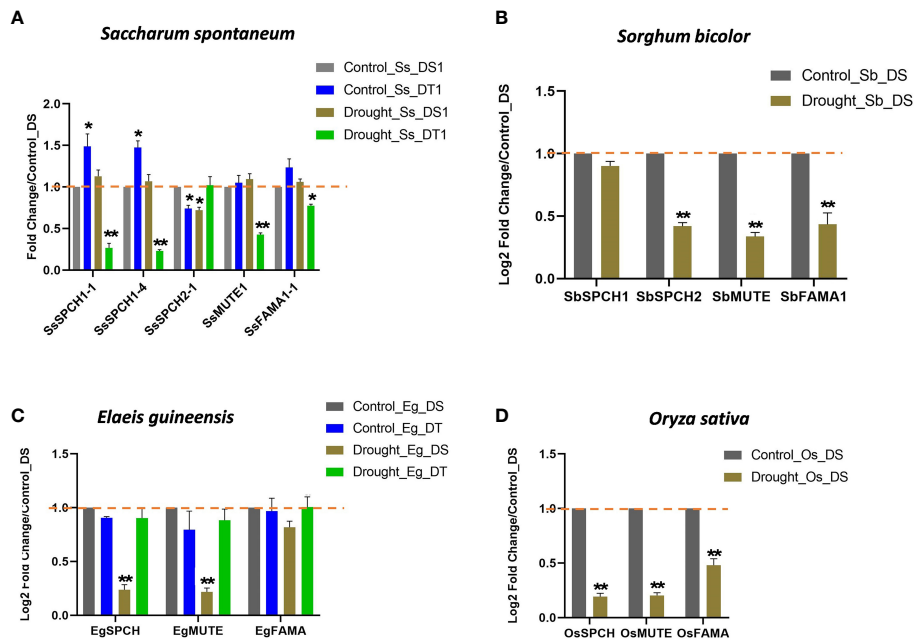 A
Saccharum spontaneum
Control_Ss_DS1
Control_Ss_DT1
Drought_Ss_DS1
Drought_Ss_DT1
Fold Change/Control_DS
2.0
1.5
1.0
0.5
0.0
*
**
*
**
*
*
**
*
SsSPCH1-1
SsSPCH1-4
SsSPCH2-1
SsMUTE1
SsFAMA1-1
B
Sorghum bicolor
Control_Sb_DS
Drought_Sb_DS
Log2 Fold Change/Control_DS
1.5
1.0
0.5
0.0
**
**
**
SbSPCH1
SbSPCH2
SbMUTE
SbFAMA1
C
Elaeis guineensis
Control_Eg_DS
Control_Eg_DT
Drought_Eg_DS
Drought_Eg_DT
Log2 Fold Change/Control_DS
1.5
1.0
0.5
0.0
**
**
EgSPCH
EgMUTE
EgFAMA
D
Oryza sativa
Control_Os_DS
Drought_Os_DS
Log2 Fold Change/Control_DS
1.5
1.0
0.5
0.0
**
**
**
OsSPCH
OsMUTE
OsFAMA